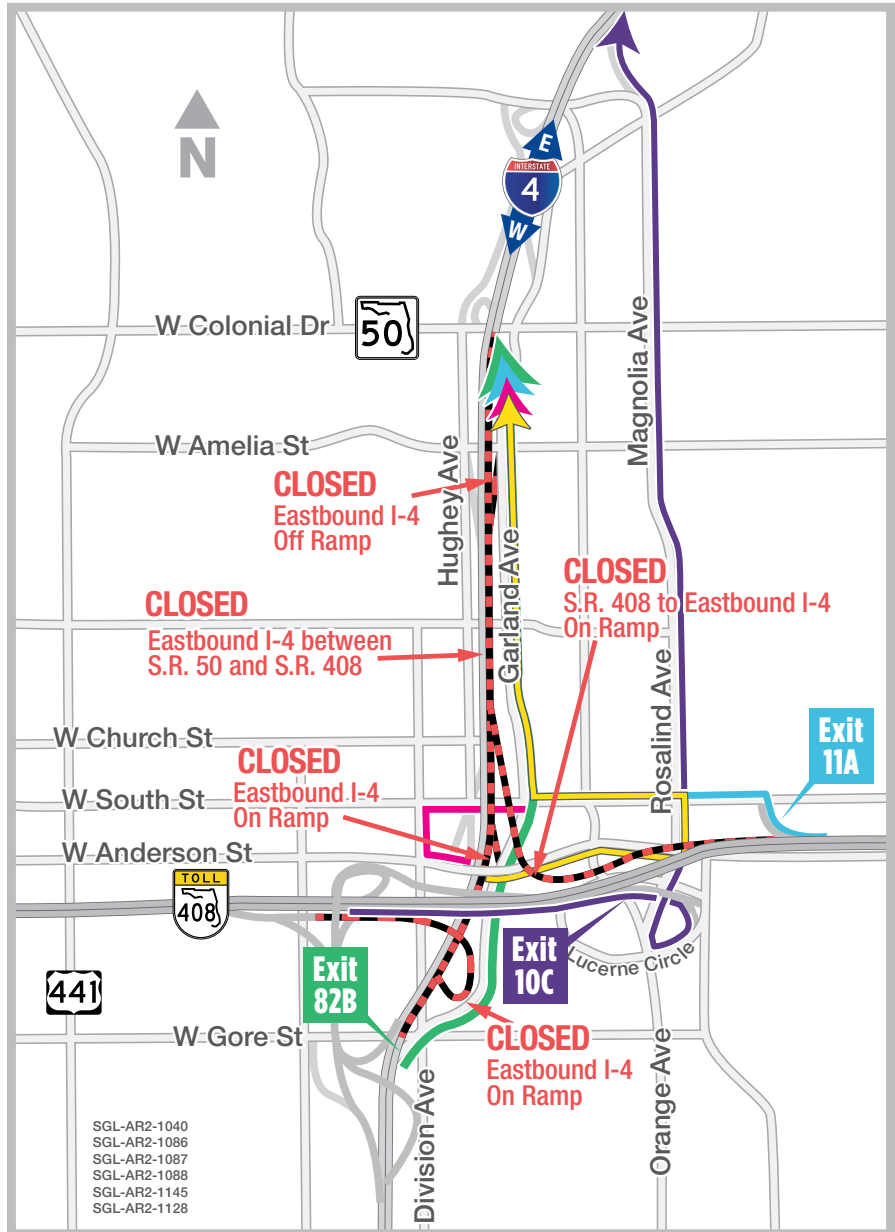 N
E
INTERSTATE
4
W
W Colonial Dr
50
Magnolia Ave
W Amelia St
Hughey Ave
CLOSED
Eastbound I-4
Off Ramp
Garland Ave
CLOSED
S.R. 408 to Eastbound I-4
On Ramp
CLOSED
Eastbound I-4 between
S.R. 50 and S.R. 408
Rosalind Ave
W Church St
Exit
11A
CLOSED
Eastbound I-4
On Ramp
W South St
W Anderson St
TOLL
408
Exit
82B
Exit
10C
Lucerne Circle
441
W Gore St
CLOSED
Eastbound I-4
On Ramp
Division Ave
Orange Ave
SGL-AR2-1040
SGL-AR2-1086
SGL-AR2-1087
SGL-AR2-1088
SGL-AR2-1145
SGL-AR2-1128